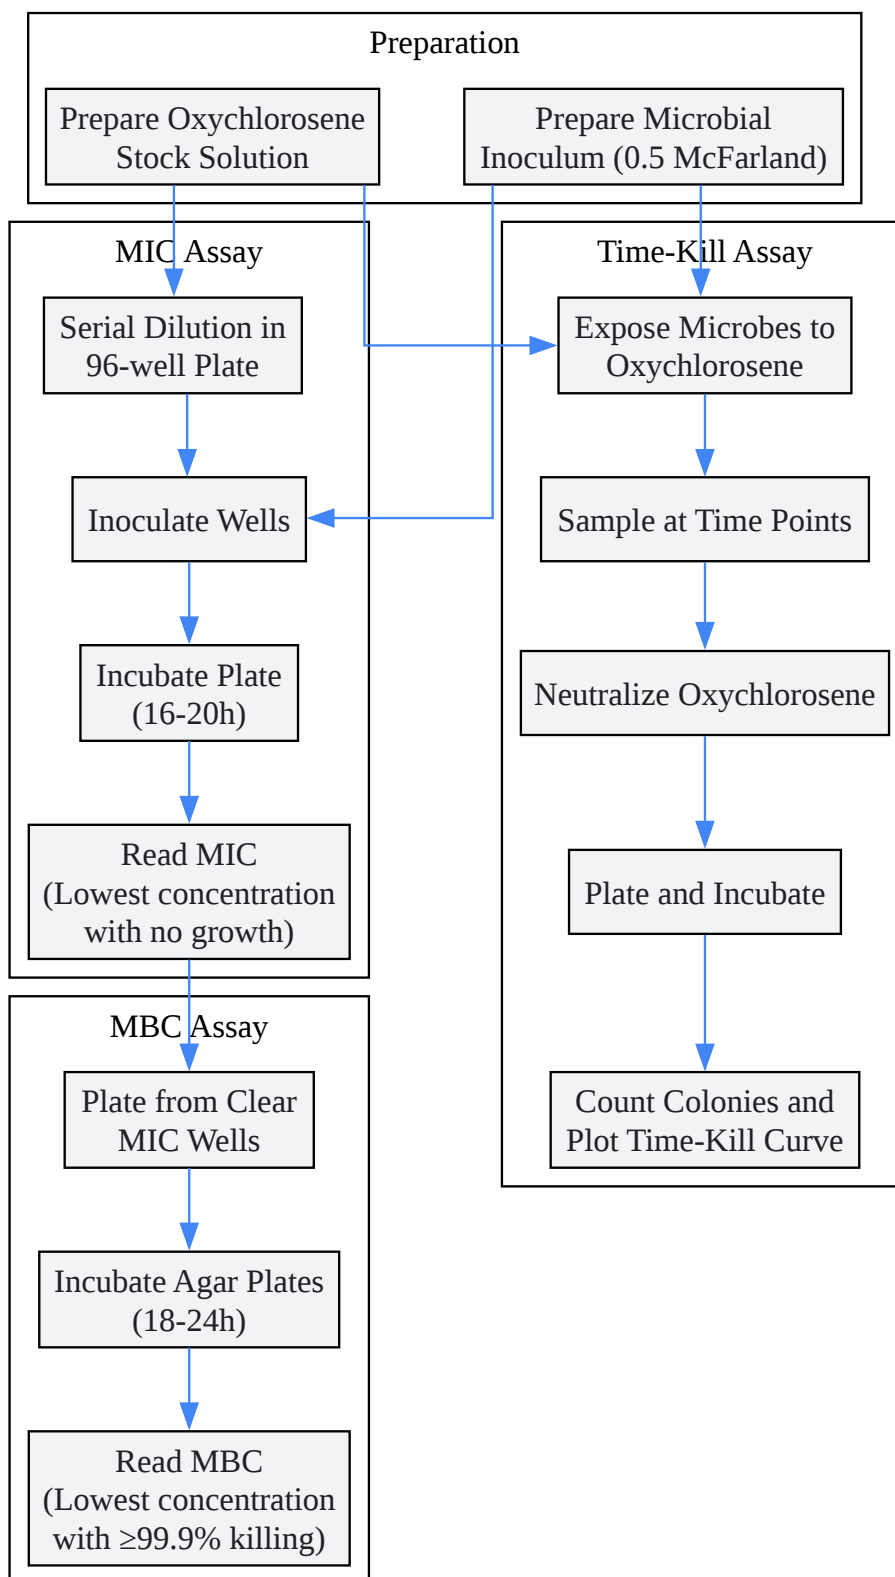 Preparation
Prepare Oxychlorosene
Stock Solution
Prepare Microbial
Inoculum (0.5 McFarland)
MIC Assay
Serial Dilution in
96-well Plate
Inoculate Wells
Incubate Plate
(16-20h)
Read MIC
(Lowest concentration
with no growth)
MBC Assay
Plate from Clear
MIC Wells
Incubate Agar Plates
(18-24h)
Read MBC
(Lowest concentration
with ≥99.9% killing)
Time-Kill Assay
Expose Microbes to
Oxychlorosene
Sample at Time Points
Neutralize Oxychlorosene
Plate and Incubate
Count Colonies and
Plot Time-Kill Curve